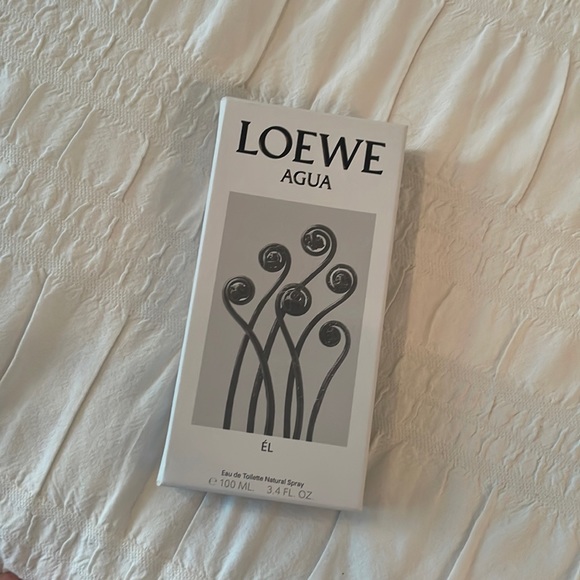 LOEWE
AGUA
ÉL
Eau de Toilette Natural Spray
℮ 100 ML. 3.4 FL. OZ